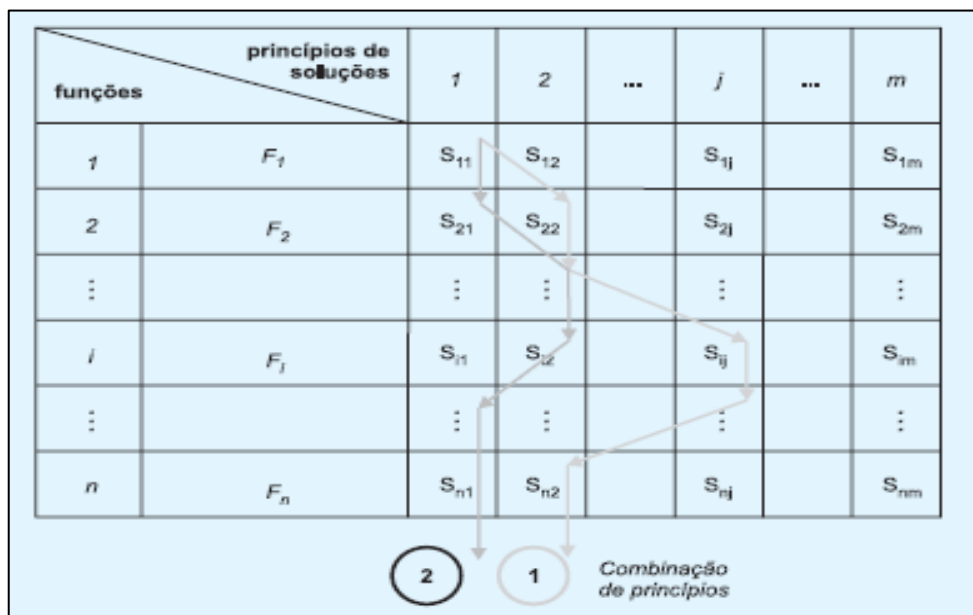 princípios de
soluções
funções
1 2 ... j ... m
1 F1 S11 S12 S1j S1m
2 F2 S21 S22 S2j S2m
⋮ ⋮ ⋮ ⋮ ⋮
i Fi Si1 Si2 Sij Sim
⋮ ⋮ ⋮ ⋮ ⋮
n Fn Sn1 Sn2 Snj Snm
2 1 Combinação
de princípios